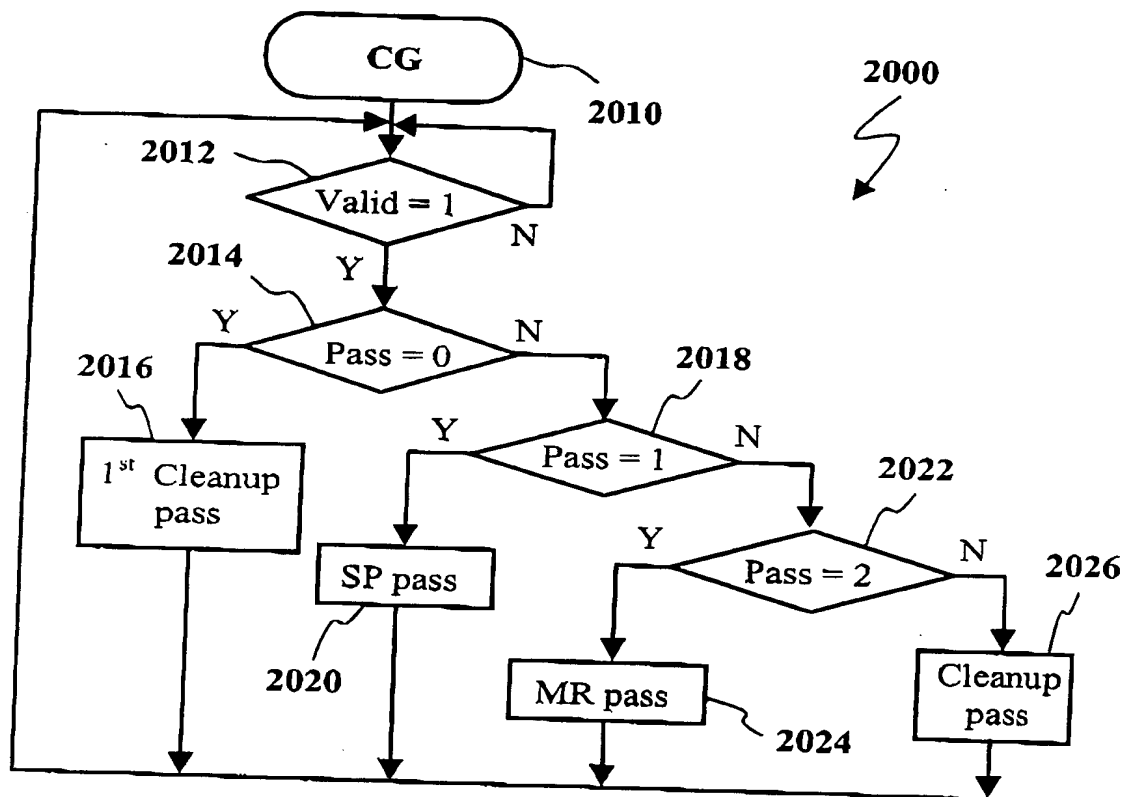 CG
2010
2000
2012
Valid = 1
N
Y
2014
Y
Pass = 0
N
2016
2018
1st Cleanup
pass
Y
Pass = 1
N
2022
SP pass
2020
Y
Pass = 2
N
2026
MR pass
2024
Cleanup
pass